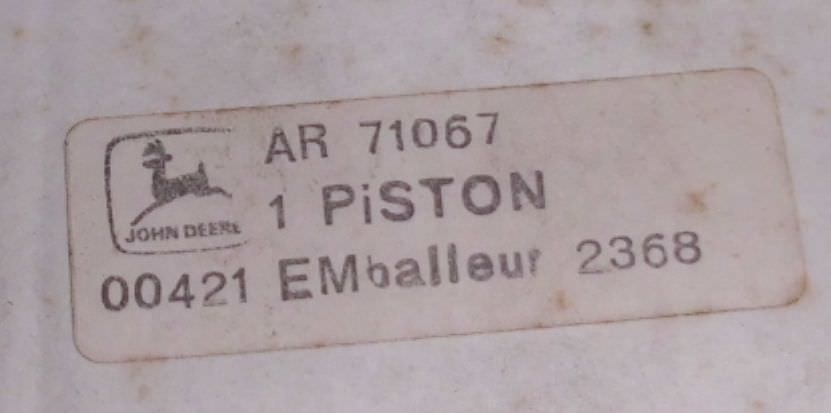 AR 71067
JOHN DEERE
1 PiSTON
00421 EMballeur 2368